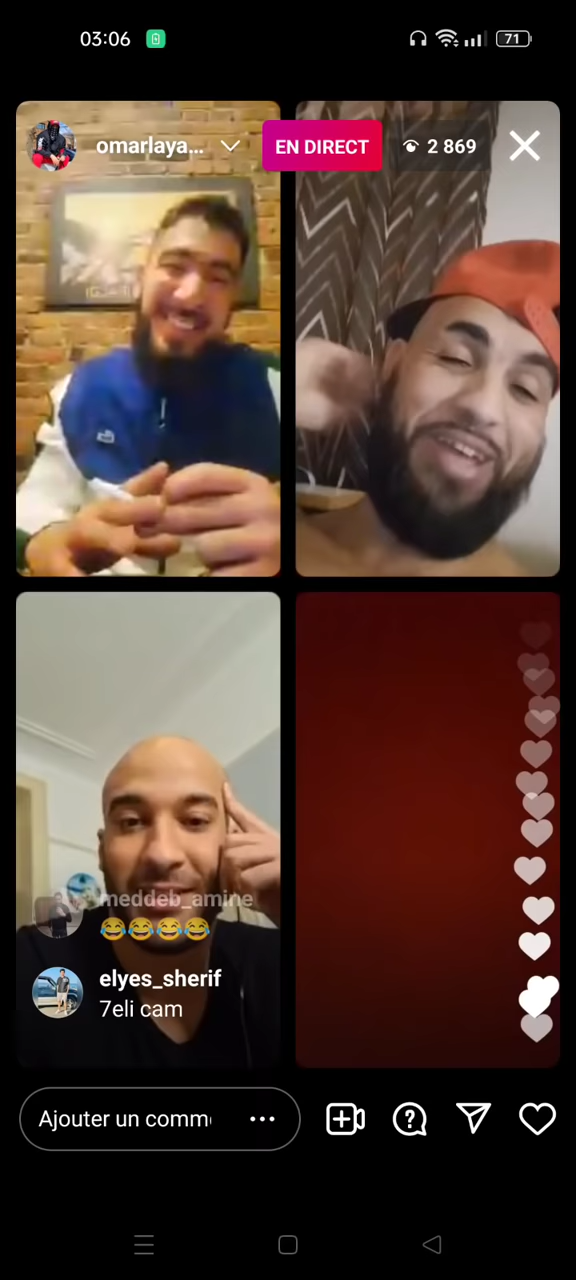 03:06
71
omarlaya...
EN DIRECT
2 869
meddeb_amine
😂😂😂😂
elyes_sherif
7eli cam
Ajouter un comm